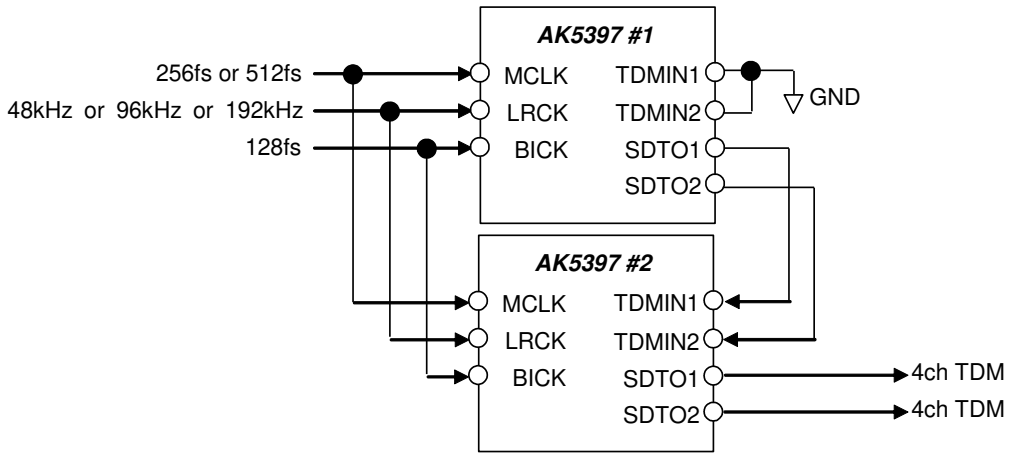 AK5397 #1
256fs or 512fs
MCLK
TDMIN1
48kHz or 96kHz or 192kHz
LRCK
TDMIN2
GND
128fs
BICK
SDTO1
SDTO2
AK5397 #2
MCLK
TDMIN1
LRCK
TDMIN2
BICK
SDTO1
4ch TDM
SDTO2
4ch TDM